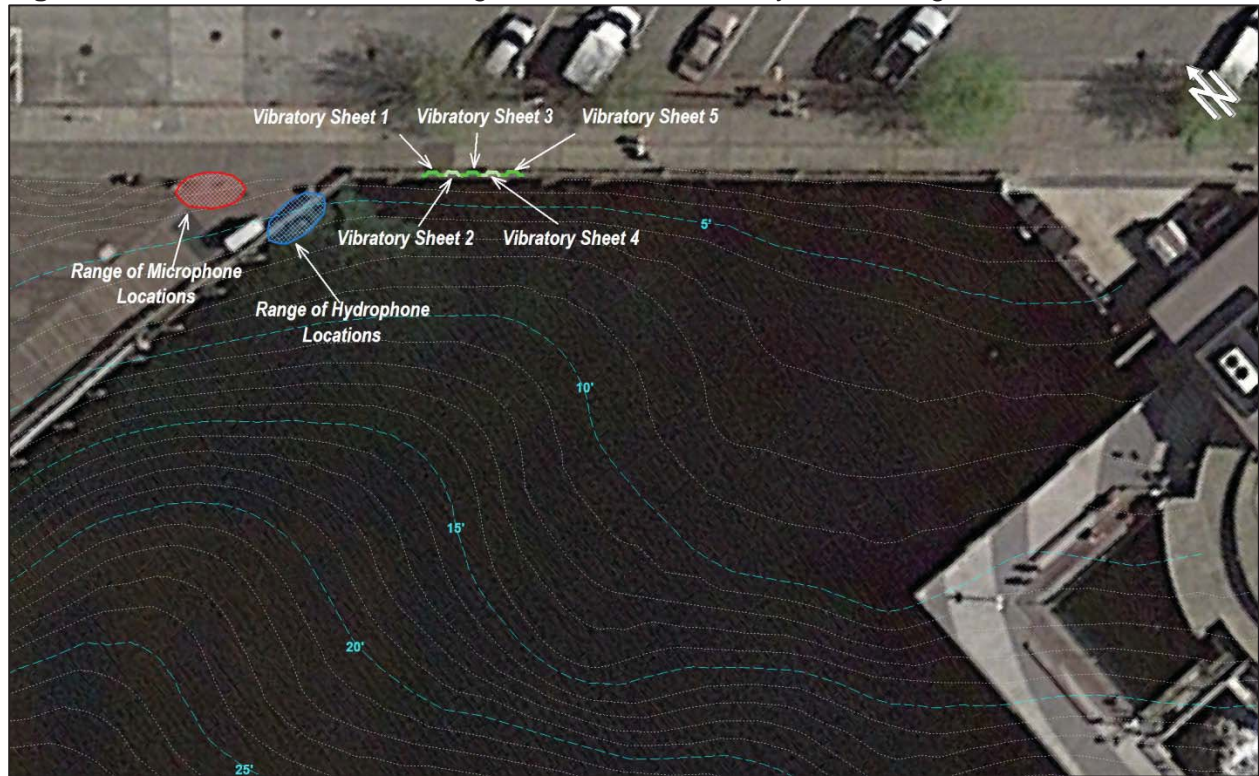 Vibratory Sheet 1
Vibratory Sheet 3
Vibratory Sheet 5
Vibratory Sheet 2
Vibratory Sheet 4
Range of Microphone
Locations
Range of Hydrophone
Locations
5'
10'
15'
20'
25'
N